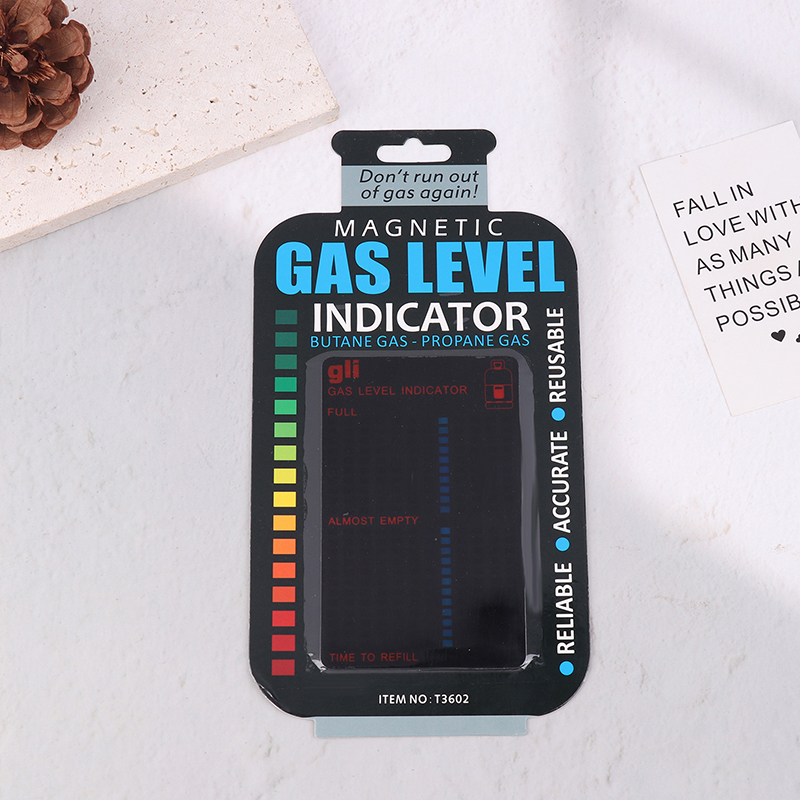 Don't run out
of gas again!
MAGNETIC
GAS LEVEL
INDICATOR
BUTANE GAS - PROPANE GAS
gli
GAS LEVEL INDICATOR
FULL
ALMOST EMPTY
TIME TO REFILL
RELIABLE ● ACCURATE ● REUSABLE
ITEM NO: T3602
FALL IN
LOVE WITH
AS MANY
THINGS